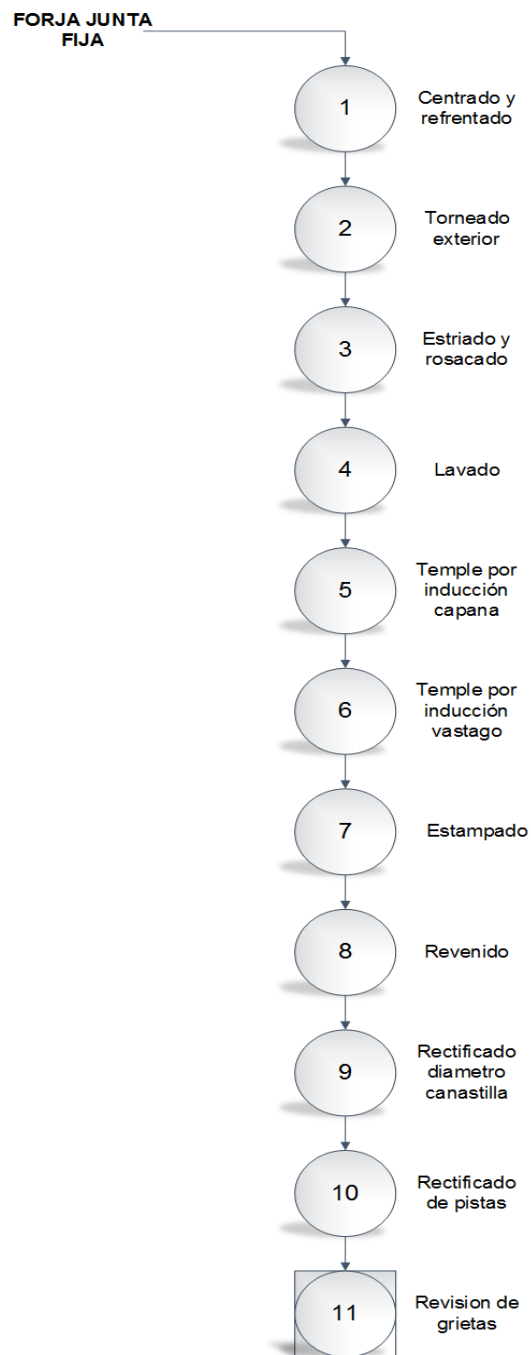 FORJA JUNTA
FIJA
1
Centrado y
refrentado
2
Torneado
exterior
3
Estriado y
rosacado
4
Lavado
5
Temple por
inducción
capana
6
Temple por
inducción
vastago
7
Estampado
8
Revenido
9
Rectificado
diametro
canastilla
10
Rectificado
de pistas
11
Revision de
grietas